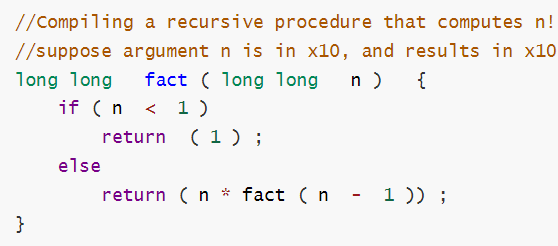 //Compiling a recursive procedure that computes n!
//suppose argument n is in x10, and results in x10
long long   fact ( long long   n )   {
    if ( n  <  1 )
        return  ( 1 ) ;
    else
        return ( n * fact ( n  -  1 )) ;
}